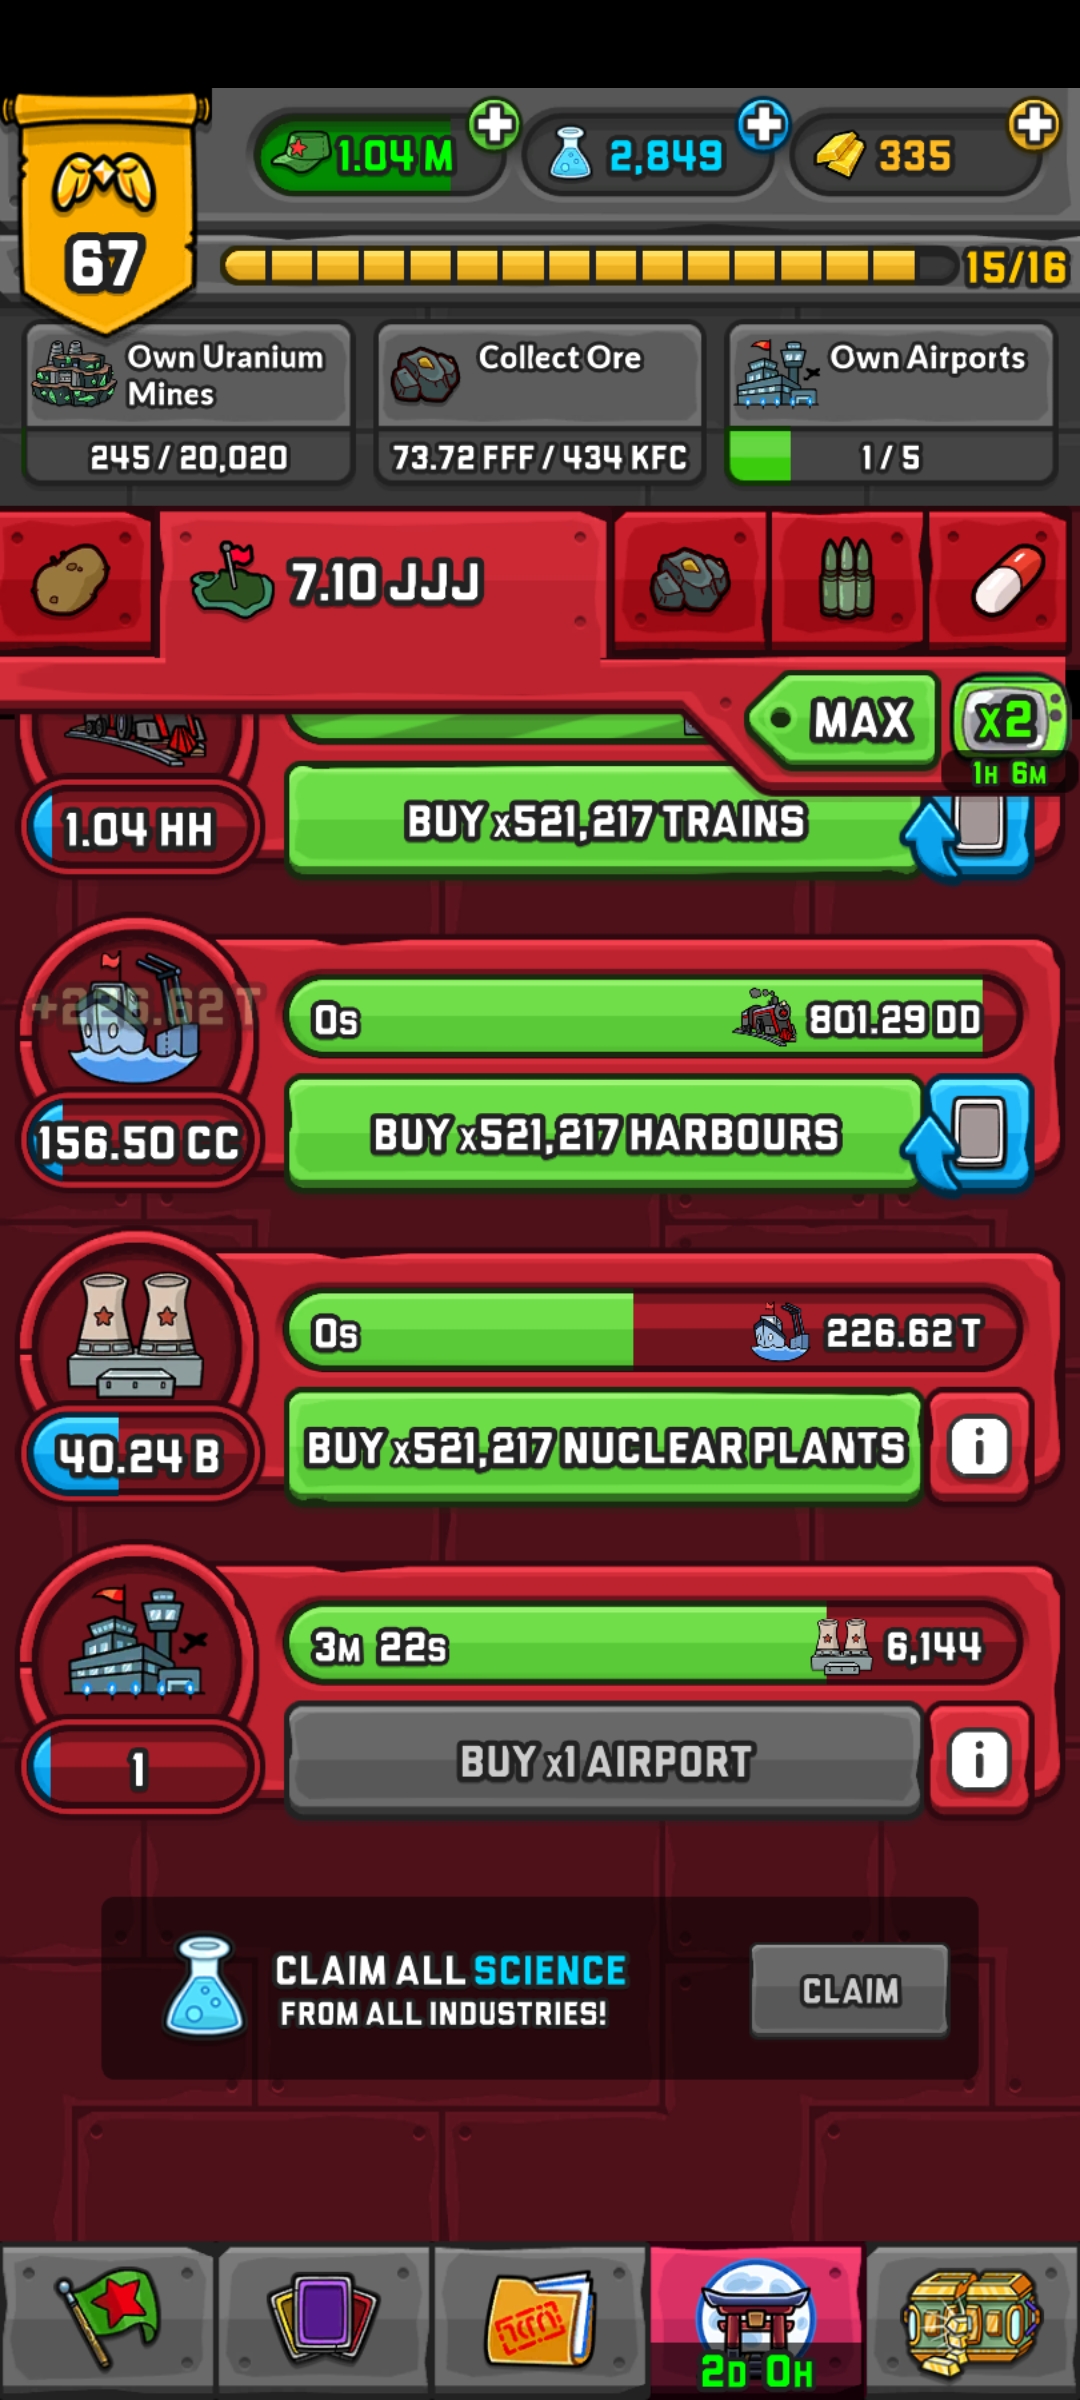 1.04 M
2,849
335
67
15/16
Own Uranium
Mines
245 / 20,020
Collect Ore
73.72 FFF / 434 KFC
Own Airports
1 / 5
7.10 JJJ
MAX
x2
1H 6M
1.04 HH
BUY x521,217 TRAINS
+226.62 T
0s
801.29 DD
156.50 CC
BUY x521,217 HARBOURS
0s
226.62 T
40.24 B
BUY x521,217 NUCLEAR PLANTS
i
3M 22s
6,144
1
BUY x1 AIRPORT
i
CLAIM ALL SCIENCE
FROM ALL INDUSTRIES!
CLAIM
2D 0H